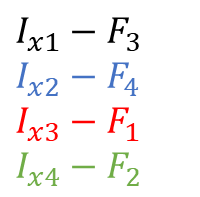 I_{x1} − F_3
I_{x2} − F_4
I_{x3} − F_1
I_{x4} − F_2